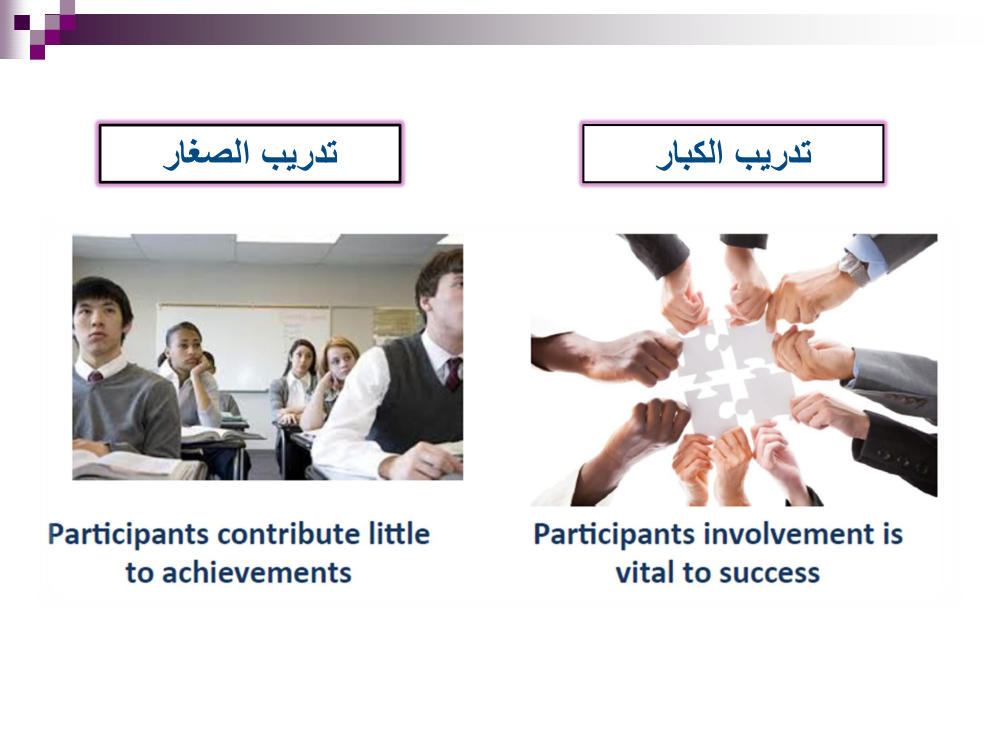 تدريب الكبار
تدريب الصغار
Participants contribute little
to achievements
Participants involvement is
vital to success